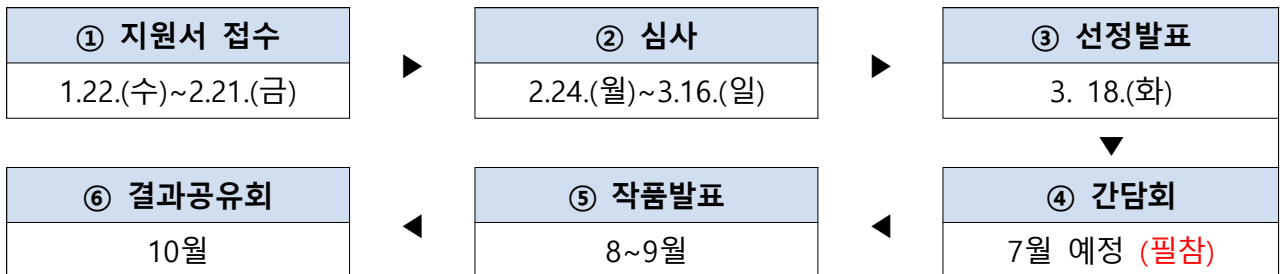 ① 지원서 접수
1.22.(수)~2.21.(금)
▶
② 심사
2.24.(월)~3.16.(일)
▶
③ 선정발표
3. 18.(화)
▼
④ 간담회
7월 예정 (필참)
◀
⑤ 작품발표
8~9월
◀
⑥ 결과공유회
10월